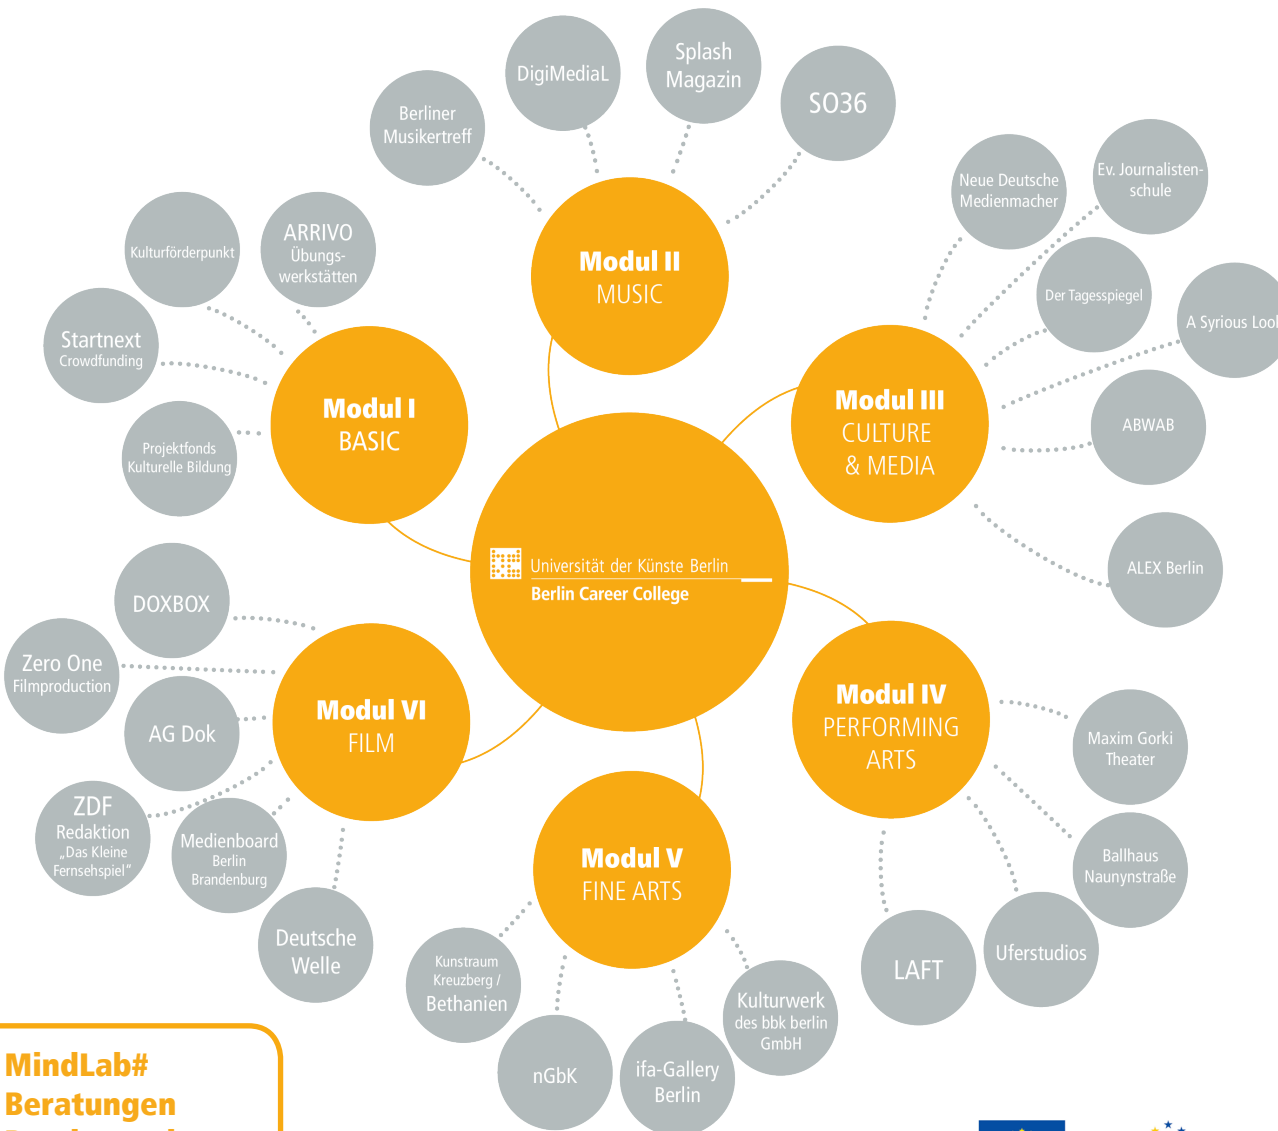 Berliner
Musikertreff
DigiMediaL
Splash
Magazin
SO36
Modul II
MUSIC
Neue Deutsche
Medienmacher
Ev. Journalisten-
schule
Der Tagesspiegel
A Syrious
ABWAB
ALEX Berlin
Modul III
CULTURE
& MEDIA
Kulturförderpunkt
ARRIVO
Übungs-
werkstätten
Startnext
Crowdfunding
Projektfonds
Kulturelle Bildung
Modul I
BASIC
Universität der Künste Berlin
Berlin Career College
DOXBOX
Zero One
Filmproduction
AG Dok
ZDF
Redaktion
„Das Kleine
Fernsehspiel“
Medienboard
Berlin
Brandenburg
Deutsche
Welle
Modul VI
FILM
Modul IV
PERFORMING
ARTS
Maxim Gorki
Theater
Ballhaus
Naunynstraße
Uferstudios
LAFT
Modul V
FINE ARTS
Kunstraum
Kreuzberg /
Bethanien
nGbK
ifa-Gallery
Berlin
Kulturwerk
des bbk berlin
GmbH
MindLab#
Beratungen